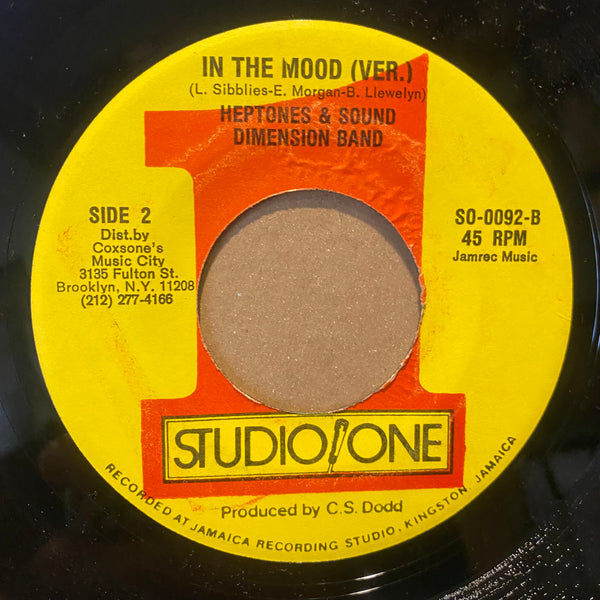 IN THE MOOD (VER.)
(L. Sibblies-E. Morgan-B. Llewelyn)
HEPTONES & SOUND
DIMENSION BAND
SIDE 2
Dist.by
Coxsone's
Music City
3135 Fulton St.
Brooklyn, N.Y. 11208
(212) 277-4166
SO-0092-B
45 RPM
Jamrec Music
STUDIO ONE
Produced by C.S. Dodd
RECORDED AT JAMAICA RECORDING STUDIO. KINGSTON JAMAICA